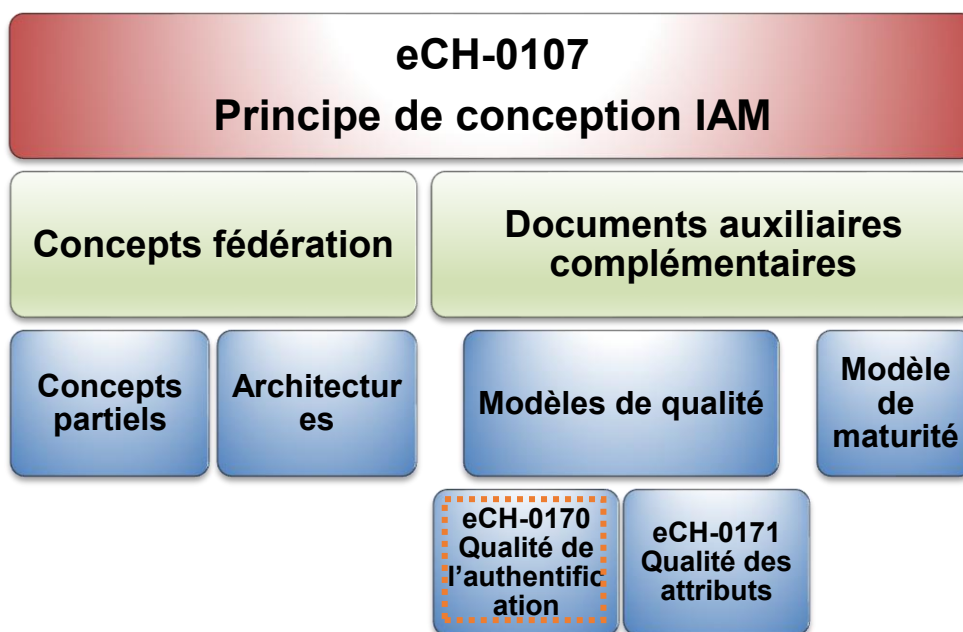 eCH-0107
Principe de conception IAM
Concepts fédération
Documents auxiliaires
complémentaires
Concepts
partiels
Architectur
es
Modèles de qualité
Modèle
de
maturité
eCH-0170
Qualité de
l’authentific
ation
eCH-0171
Qualité des
attributs